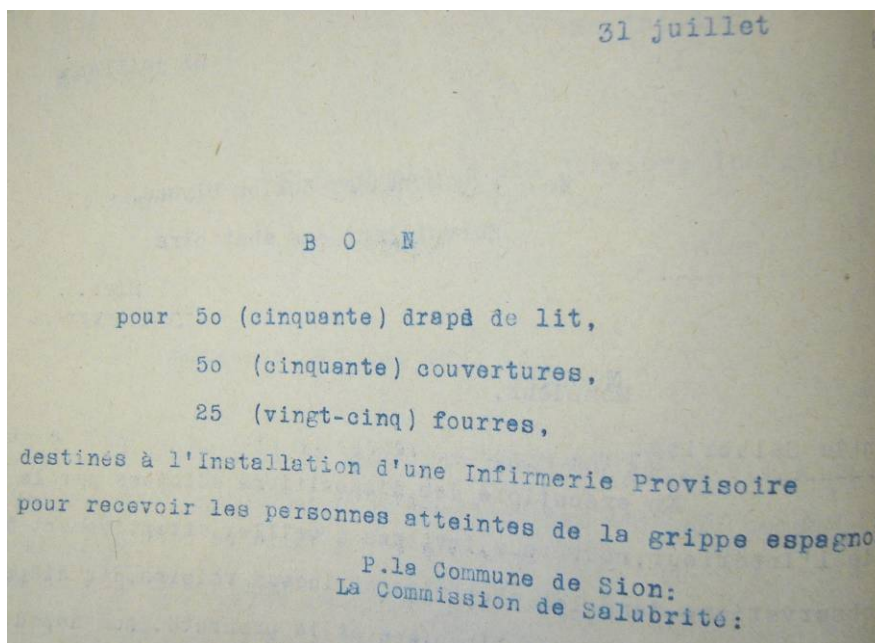 31 juillet
B O N
pour 5o (cinquante) draps de lit,
5o (cinquante) couvertures,
25 (vingt-cinq) fourres,
destinés à l'Installation d'une Infirmerie Provisoire
pour recevoir les personnes atteintes de la grippe espagno
P.la Commune de Sion:
La Commission de Salubrité: